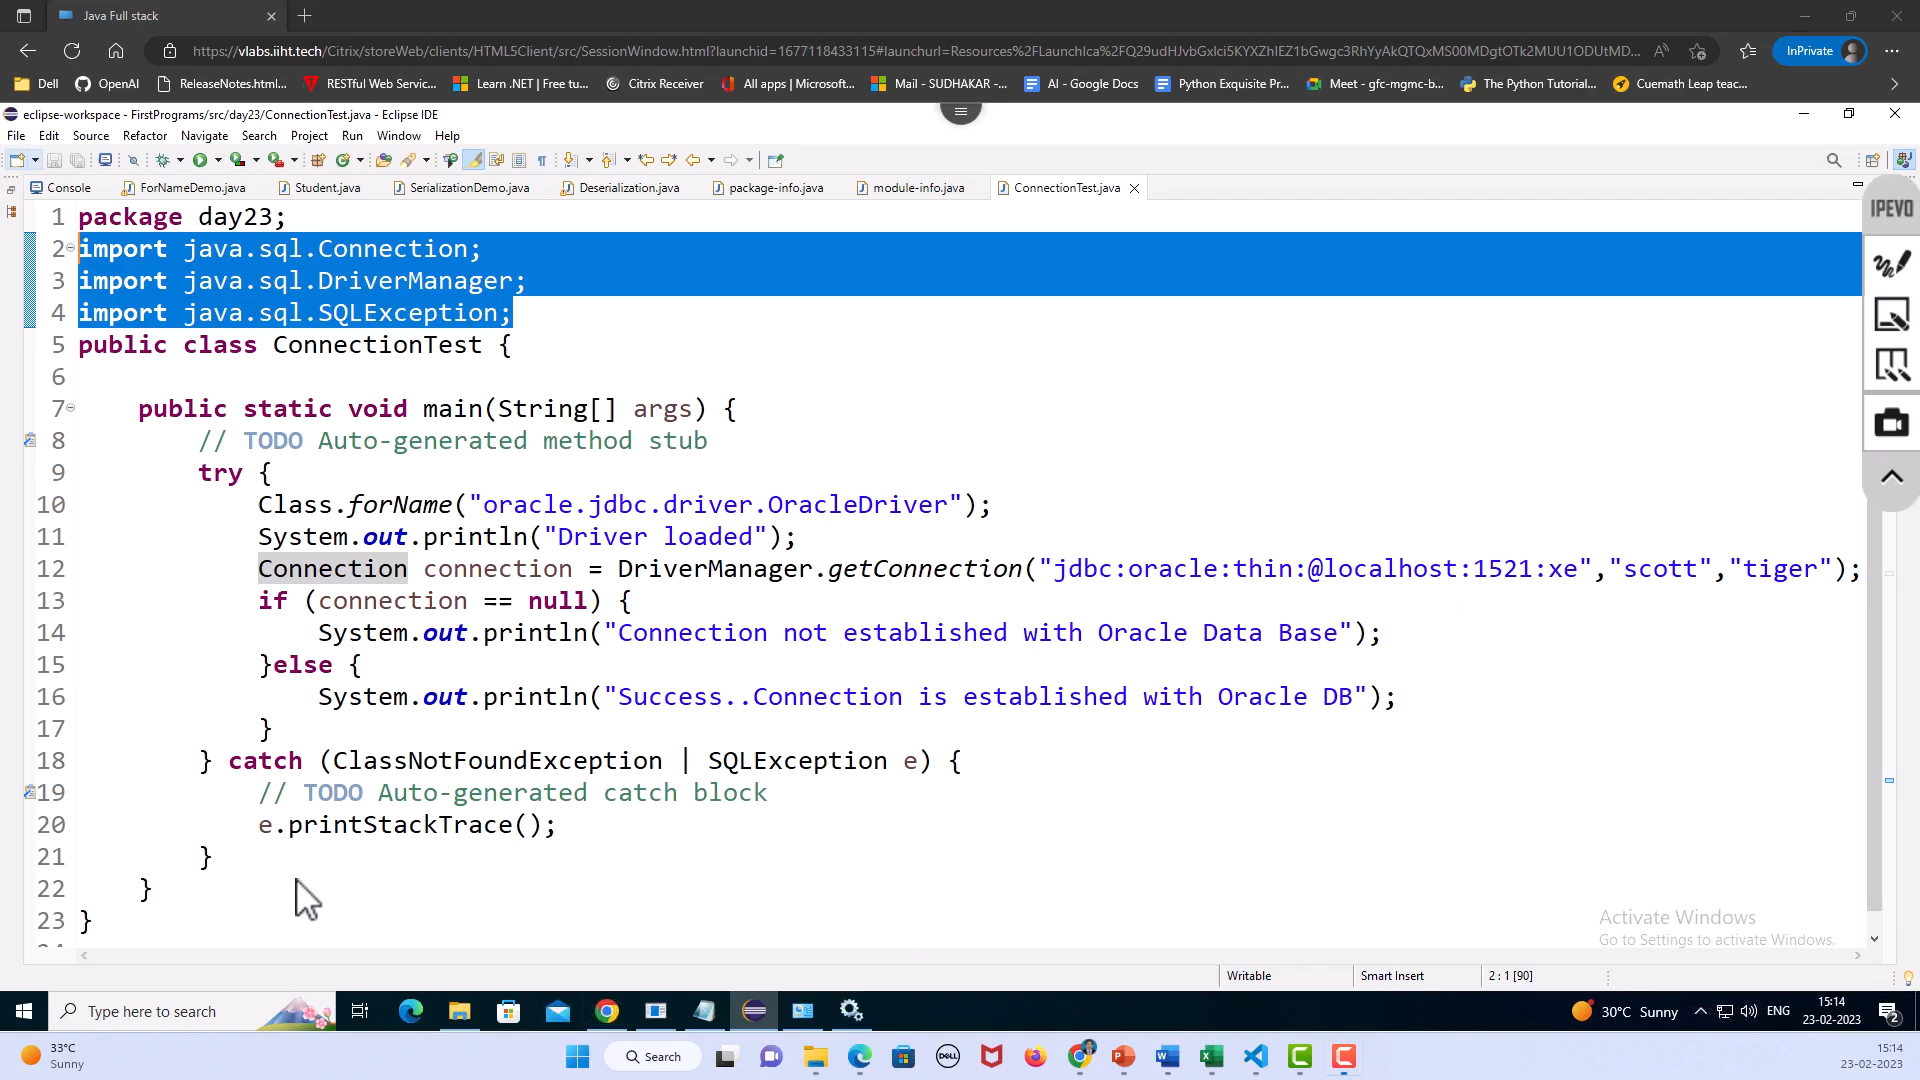 Java Full stack
https://vlabs.iiht.tech/Citrix/storeWeb/clients/HTML5Client/src/SessionWindow.html?launchid=1677118433115#launchurl=Resources%2FLaunchIca%2FQ29udHJvbGxlci5KYXZhIEZ1bGwgc3RhYyAkQTQxMS00MDgtOTk2MUU1ODUtMD...
InPrivate
Dell
OpenAI
ReleaseNotes.html...
RESTful Web Servic...
Learn .NET | Free tu...
Citrix Receiver
All apps | Microsoft...
Mail - SUDHAKAR -...
AI - Google Docs
Python Exquisite Pr...
Meet - gfc-mgmc-b...
The Python Tutorial...
Cuemath Leap teac...
eclipse-workspace - FirstPrograms/src/day23/ConnectionTest.java - Eclipse IDE
File Edit Source Refactor Navigate Search Project Run Window Help
Console ForNameDemo.java Student.java SerializationDemo.java Deserialization.java package-info.java module-info.java ConnectionTest.java
IPEVO
1 package day23;
2 import java.sql.Connection;
3 import java.sql.DriverManager;
4 import java.sql.SQLException;
5 public class ConnectionTest {
6
7 public static void main(String[] args) {
8 // TODO Auto-generated method stub
9 try {
10 Class.forName("oracle.jdbc.driver.OracleDriver");
11 System.out.println("Driver loaded");
12 Connection connection = DriverManager.getConnection("jdbc:oracle:thin:@localhost:1521:xe","scott","tiger");
13 if (connection == null) {
14 System.out.println("Connection not established with Oracle Data Base");
15 }else {
16 System.out.println("Success..Connection is established with Oracle DB");
17 }
18 } catch (ClassNotFoundException | SQLException e) {
19 // TODO Auto-generated catch block
20 e.printStackTrace();
21 }
22 }
23 }
Activate Windows
Go to Settings to activate Windows.
Writable Smart Insert 2 : 1 [90]
Type here to search
30°C Sunny
ENG
15:14
23-02-2023
2
33°C
Sunny
Search
DELL
15:14
23-02-2023